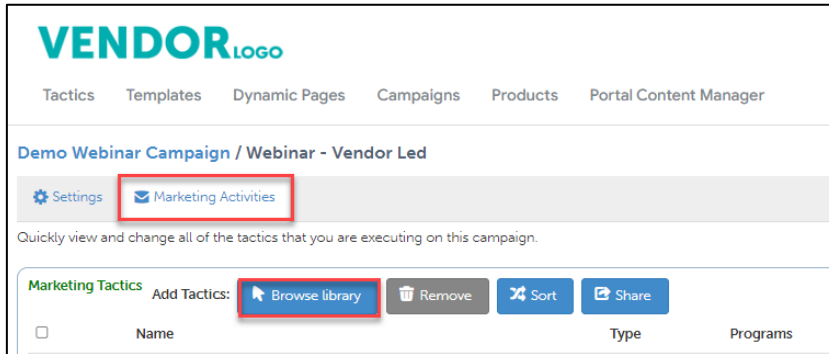 VENDOR LOGO
Tactics Templates Dynamic Pages Campaigns Products Portal Content Manager
Demo Webinar Campaign / Webinar - Vendor Led
Settings Marketing Activities
Quickly view and change all of the tactics that you are executing on this campaign.
Marketing Tactics Add Tactics: Browse library Remove Sort Share
Name Type Programs